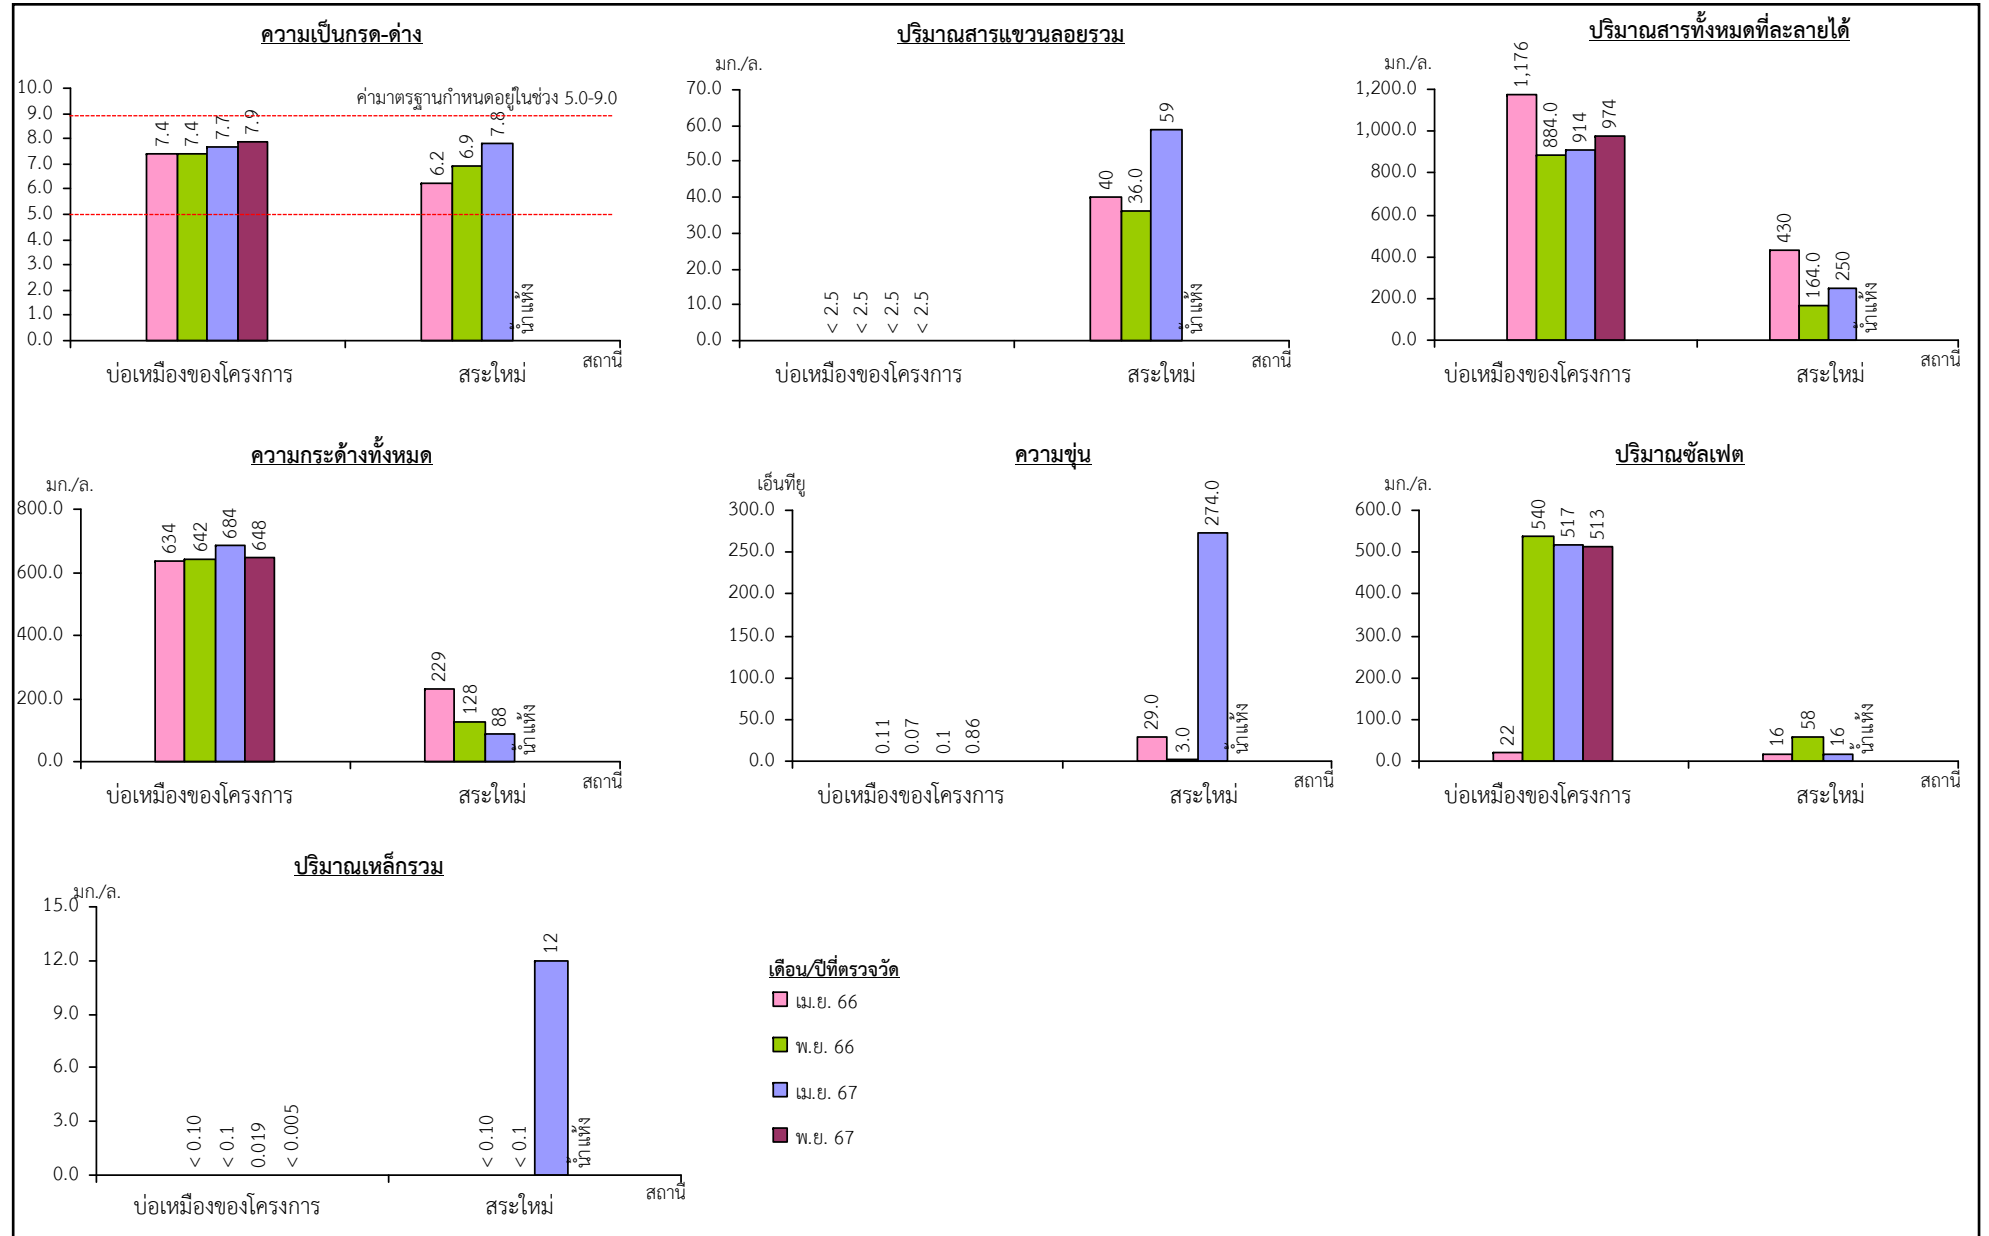 ความเป็นกรด-ด่าง
10.0
9.0
8.0
7.0
6.0
5.0
4.0
3.0
2.0
1.0
0.0
ค่ามาตรฐานกำหนดอยู่ในช่วง 5.0-9.0
7.4
7.4
7.7
7.9
6.2
6.9
7.8
น้ำแห้ง
บ่อเหมืองของโครงการ
สระใหม่
สถานี
ปริมาณสารแขวนลอยรวม
มก./ล.
70.0
60.0
50.0
40.0
30.0
20.0
10.0
0.0
< 2.5
< 2.5
< 2.5
< 2.5
40
36.0
59
น้ำแห้ง
บ่อเหมืองของโครงการ
สระใหม่
สถานี
ปริมาณสารทั้งหมดที่ละลายได้
มก./ล.
1,200.0
1,000.0
800.0
600.0
400.0
200.0
0.0
1,176
884.0
914
974
430
164.0
250
น้ำแห้ง
บ่อเหมืองของโครงการ
สระใหม่
สถานี
ความกระด้างทั้งหมด
มก./ล.
800.0
600.0
400.0
200.0
0.0
634
642
684
648
229
128
88
น้ำแห้ง
บ่อเหมืองของโครงการ
สระใหม่
สถานี
ความขุ่น
เอ็นทียู
300.0
250.0
200.0
150.0
100.0
50.0
0.0
0.11
0.07
0.1
0.86
29.0
3.0
274.0
น้ำแห้ง
บ่อเหมืองของโครงการ
สระใหม่
สถานี
ปริมาณซัลเฟต
มก./ล.
600.0
500.0
400.0
300.0
200.0
100.0
0.0
22
540
517
513
16
58
16
น้ำแห้ง
บ่อเหมืองของโครงการ
สระใหม่
สถานี
ปริมาณเหล็กรวม
มก./ล.
15.0
12.0
9.0
6.0
3.0
0.0
< 0.10
< 0.1
0.019
< 0.005
< 0.10
< 0.1
12
น้ำแห้ง
บ่อเหมืองของโครงการ
สระใหม่
สถานี
เดือน/ปีที่ตรวจวัด
เม.ย. 66
พ.ย. 66
เม.ย. 67
พ.ย. 67